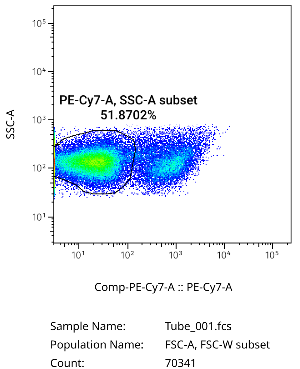 10⁵
10⁴
PE-Cy7-A, SSC-A subset
51.8702%
10³
SSC-A
10²
10¹
10¹ 10² 10³ 10⁴ 10⁵
Comp-PE-Cy7-A :: PE-Cy7-A
Sample Name: Tube_001.fcs
Population Name: FSC-A, FSC-W subset
Count: 70341